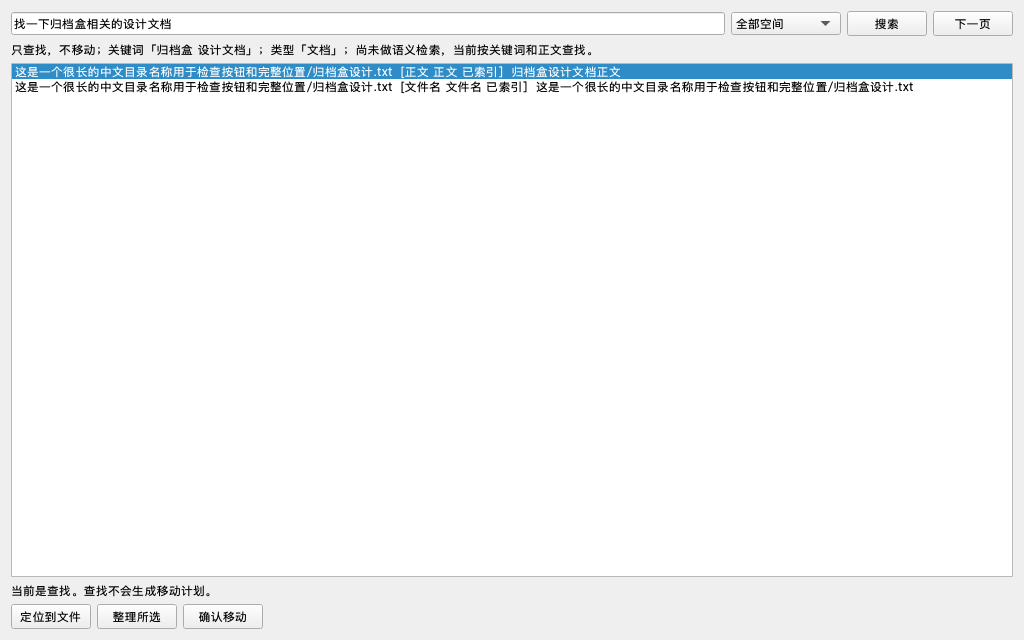 找一下归档盒相关的设计文档 全部空间 搜索 下一页
只查找，不移动；关键词「归档盒 设计文档」；类型「文档」；尚未做语义检索，当前按关键词和正文查找。
这是一个很长的中文目录名称用于检查按钮和完整位置/归档盒设计.txt [正文 正文 已索引] 归档盒设计文档正文
这是一个很长的中文目录名称用于检查按钮和完整位置/归档盒设计.txt [文件名 文件名 已索引] 这是一个很长的中文目录名称用于检查按钮和完整位置/归档盒设计.txt
当前是查找。查找不会生成移动计划。
定位到文件 整理所选 确认移动